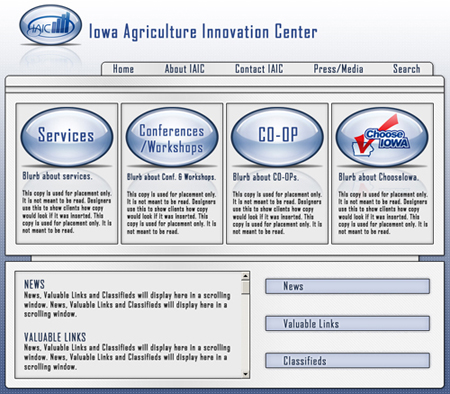 IAIC
Iowa Agriculture Innovation Center
Home About IAIC Contact IAIC Press/Media Search
Services
Blurb about services.
This copy is for placement only.
It is not meant to be read. Designers
use this to show clients how copy
would look if it was inserted. This
copy is used for placement only. It
is not meant to be read.
Conferences
/Workshops
Blurb about Conf. & Workshops.
This copy is used for placement only.
It is not meant to be read. Designers
use this to show clients how copy
would look if it was inserted. This
copy is used for placement only. It
is not meant to be read.
CO-OP
Blurb about CO-OPs.
This copy is used for placement only.
It is not meant to be read. Designers
use this to show clients how copy
would look if it was inserted. This
copy is used for placement only. It
is not meant to be read.
Choose
IOWA
Blurb about ChooseIowa.
This copy is used for placement only.
It is not meant to be read. Designers
use this to show clients how copy
would look if it was inserted. This
copy is used for placement only. It
is not meant to be read.
NEWS
News, Valuable Links and Classifieds will display here in a scrolling
window. News, Valuable Links and Classifieds will display here in a
scrolling window.
VALUABLE LINKS
News, Valuable Links and Classifieds will display here in a scrolling
window. News, Valuable Links and Classifieds will display here in a
scrolling window.
News
Valuable Links
Classifieds